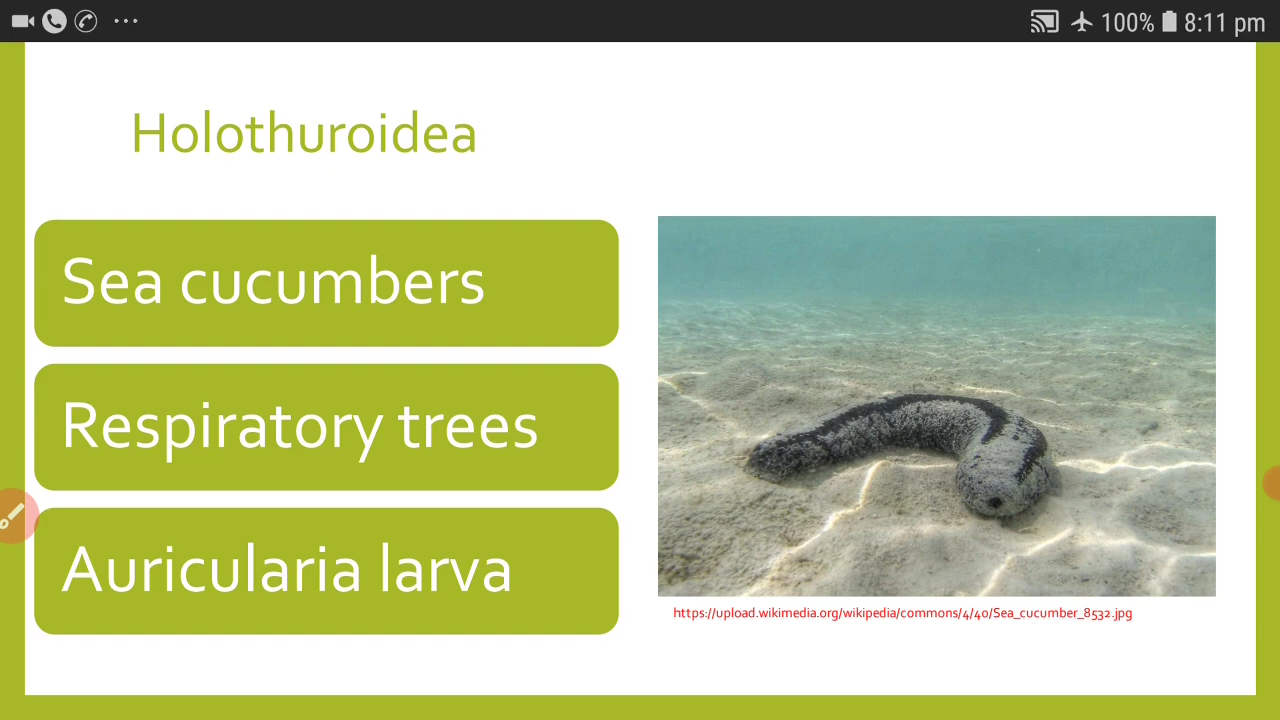 100% 8:11 pm
Holothuroidea
Sea cucumbers
Respiratory trees
Auricularia larva
https://upload.wikimedia.org/wikipedia/commons/4/40/Sea_cucumber_8532.jpg